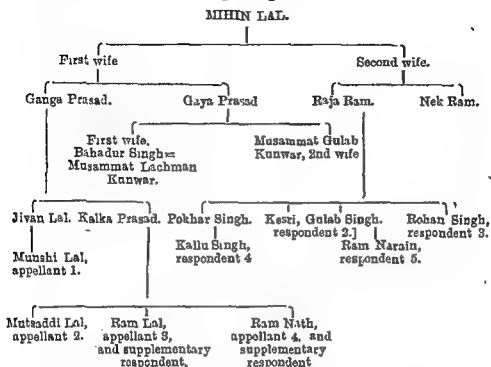 MIHIN LAL.
First wife Second wife.
Ganga Prasad. Gaya Prasad Raja Ram. Nek Ram.
First wife, Musammat Gulab
Bahadur Singh= Kunwar, 2nd wife
Musammat Lachman
Kunwar.
Jivan Lal. Kalka Prasad. Pokhar Singh. Kesri, Gulab Singh. Rohan Singh,
respondent 2.] respondent 3.
Munshi Lal, Kallu Singh, Ram Narain,
appellant 1. respondent 4 respondent 5.
Mutsaddi Lal, Ram Lal, Ram Nath,
appellant 2. appellant 3, appellant 4, and
and supplementary supplementary
respondent. respondent